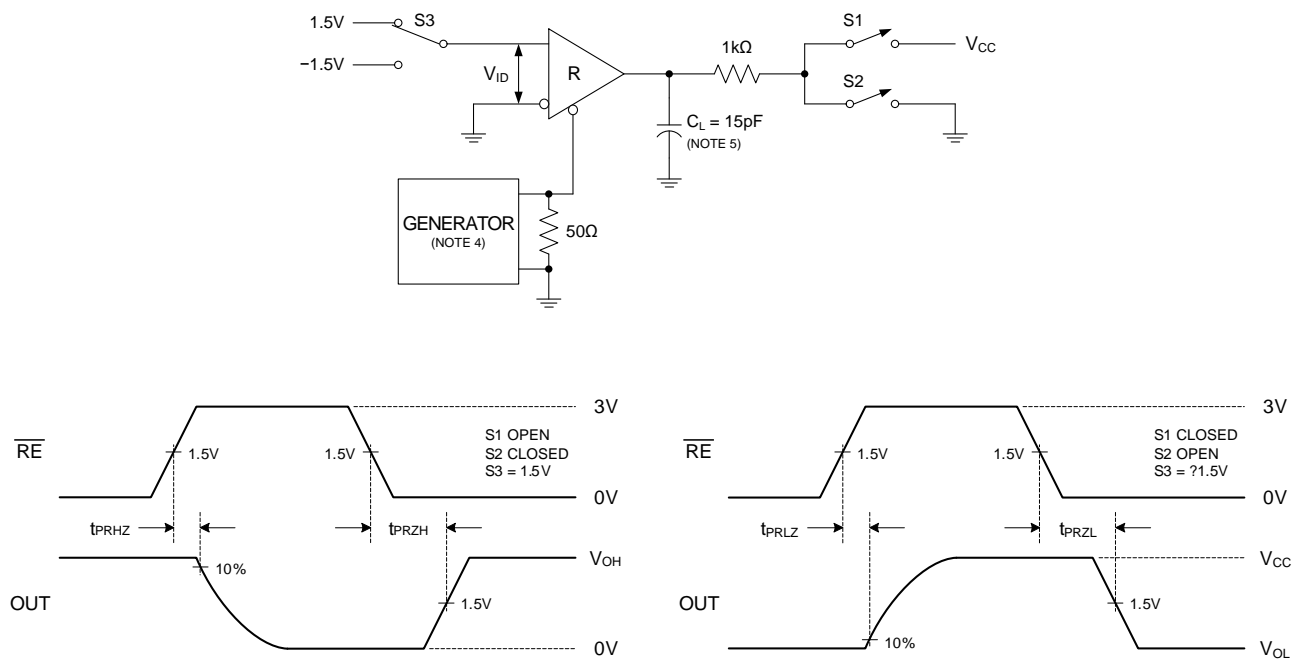 1.5V
S3
−1.5V
VID
R
1kΩ
S1
VCC
S2
CL = 15pF
(NOTE 5)
GENERATOR
(NOTE 4)
50Ω
RE
1.5V
1.5V
S1 OPEN
S2 CLOSED
S3 = 1.5V
3V
0V
tPRHZ
tPRZH
OUT
10%
1.5V
VOH
0V
RE
1.5V
1.5V
S1 CLOSED
S2 OPEN
S3 = ?1.5V
3V
0V
tPRLZ
tPRZL
OUT
10%
1.5V
VCC
VOL